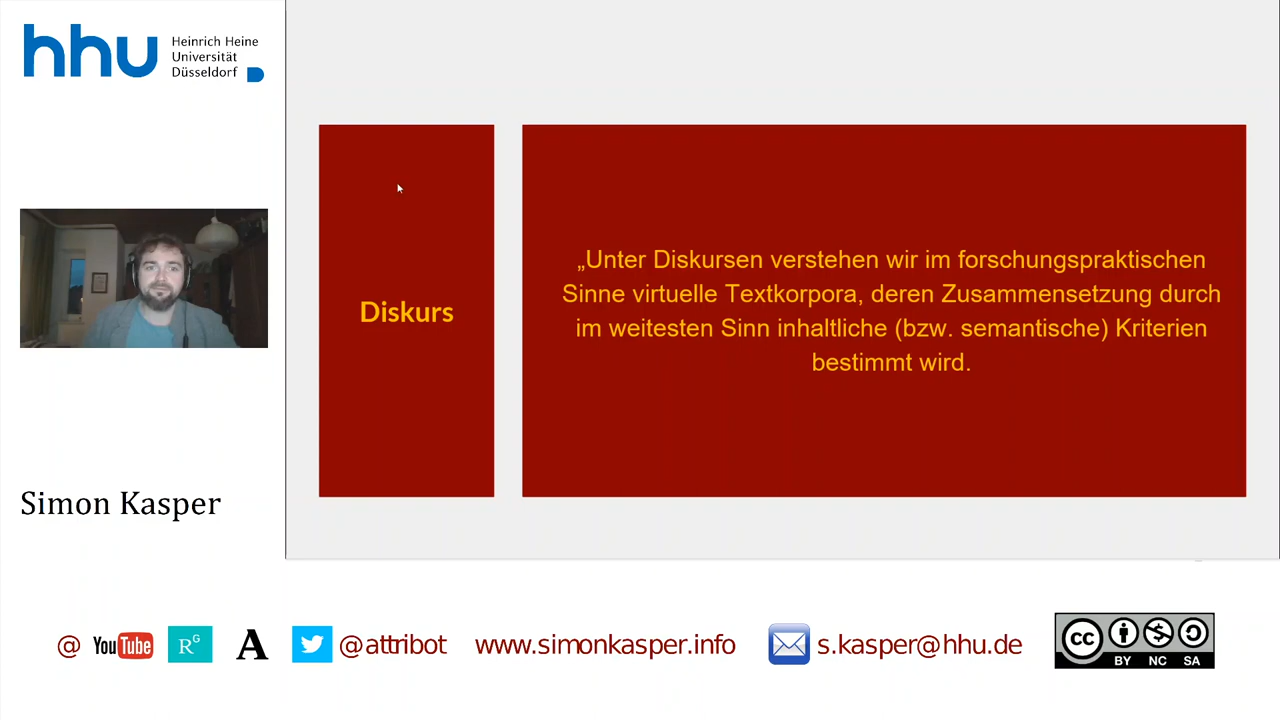 hhu Heinrich Heine
Universität
Düsseldorf
Diskurs
„Unter Diskursen verstehen wir im forschungspraktischen
Sinne virtuelle Textkorpora, deren Zusammensetzung durch
im weitesten Sinn inhaltliche (bzw. semantische) Kriterien
bestimmt wird.
Simon Kasper
@ YouTube RG A @attribot www.simonkasper.info s.kasper@hhu.de
cc BY NC SA